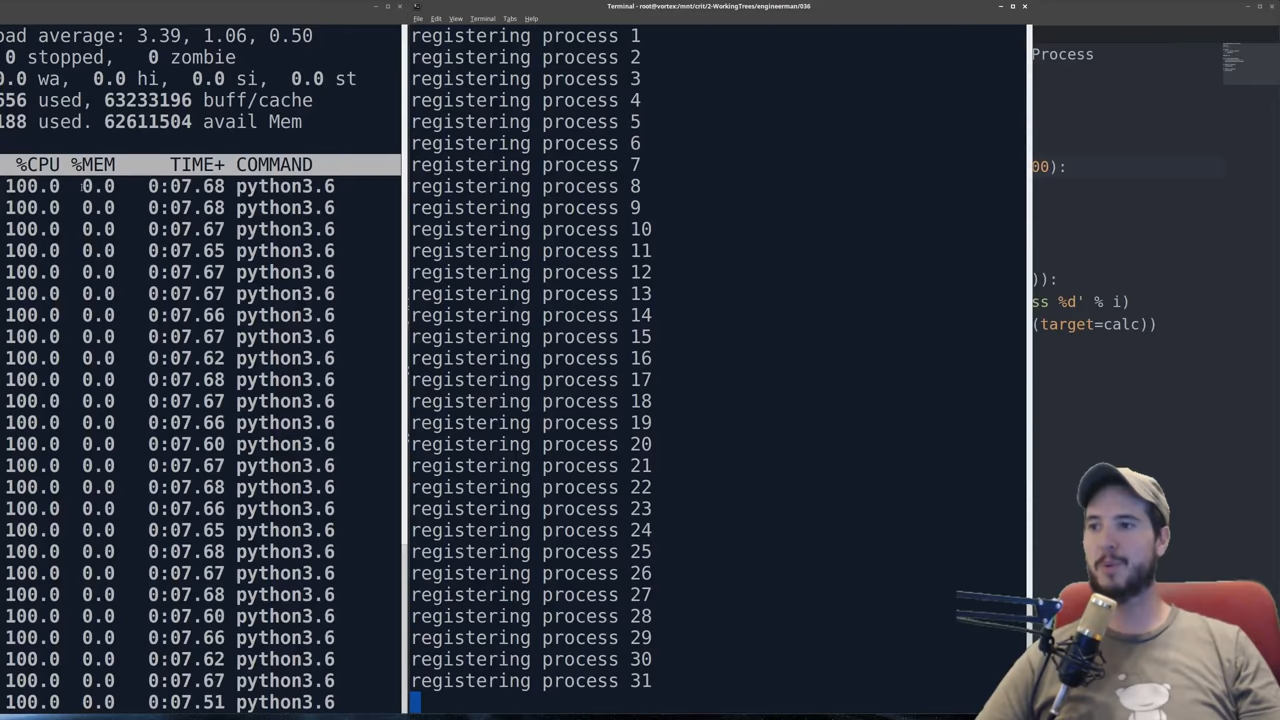 Terminal - root@vortex:/mnt/crit/2-WorkingTrees/engineerman/036
File Edit View Terminal Tabs Help
oad average: 3.39, 1.06, 0.50
0 stopped, 0 zombie
0.0 wa, 0.0 hi, 0.0 si, 0.0 st
656 used, 63233196 buff/cache
188 used. 62611504 avail Mem
%CPU %MEM TIME+ COMMAND
100.0 0.0 0:07.68 python3.6
100.0 0.0 0:07.68 python3.6
100.0 0.0 0:07.67 python3.6
100.0 0.0 0:07.65 python3.6
100.0 0.0 0:07.67 python3.6
100.0 0.0 0:07.67 python3.6
100.0 0.0 0:07.66 python3.6
100.0 0.0 0:07.67 python3.6
100.0 0.0 0:07.62 python3.6
100.0 0.0 0:07.68 python3.6
100.0 0.0 0:07.67 python3.6
100.0 0.0 0:07.66 python3.6
100.0 0.0 0:07.60 python3.6
100.0 0.0 0:07.67 python3.6
100.0 0.0 0:07.68 python3.6
100.0 0.0 0:07.66 python3.6
100.0 0.0 0:07.65 python3.6
100.0 0.0 0:07.68 python3.6
100.0 0.0 0:07.67 python3.6
100.0 0.0 0:07.68 python3.6
100.0 0.0 0:07.60 python3.6
100.0 0.0 0:07.66 python3.6
100.0 0.0 0:07.62 python3.6
100.0 0.0 0:07.67 python3.6
100.0 0.0 0:07.51 python3.6
registering process 1
registering process 2
registering process 3
registering process 4
registering process 5
registering process 6
registering process 7
registering process 8
registering process 9
registering process 10
registering process 11
registering process 12
registering process 13
registering process 14
registering process 15
registering process 16
registering process 17
registering process 18
registering process 19
registering process 20
registering process 21
registering process 22
registering process 23
registering process 24
registering process 25
registering process 26
registering process 27
registering process 28
registering process 29
registering process 30
registering process 31
Process
00):
)):
ss %d' % i)
(target=calc))